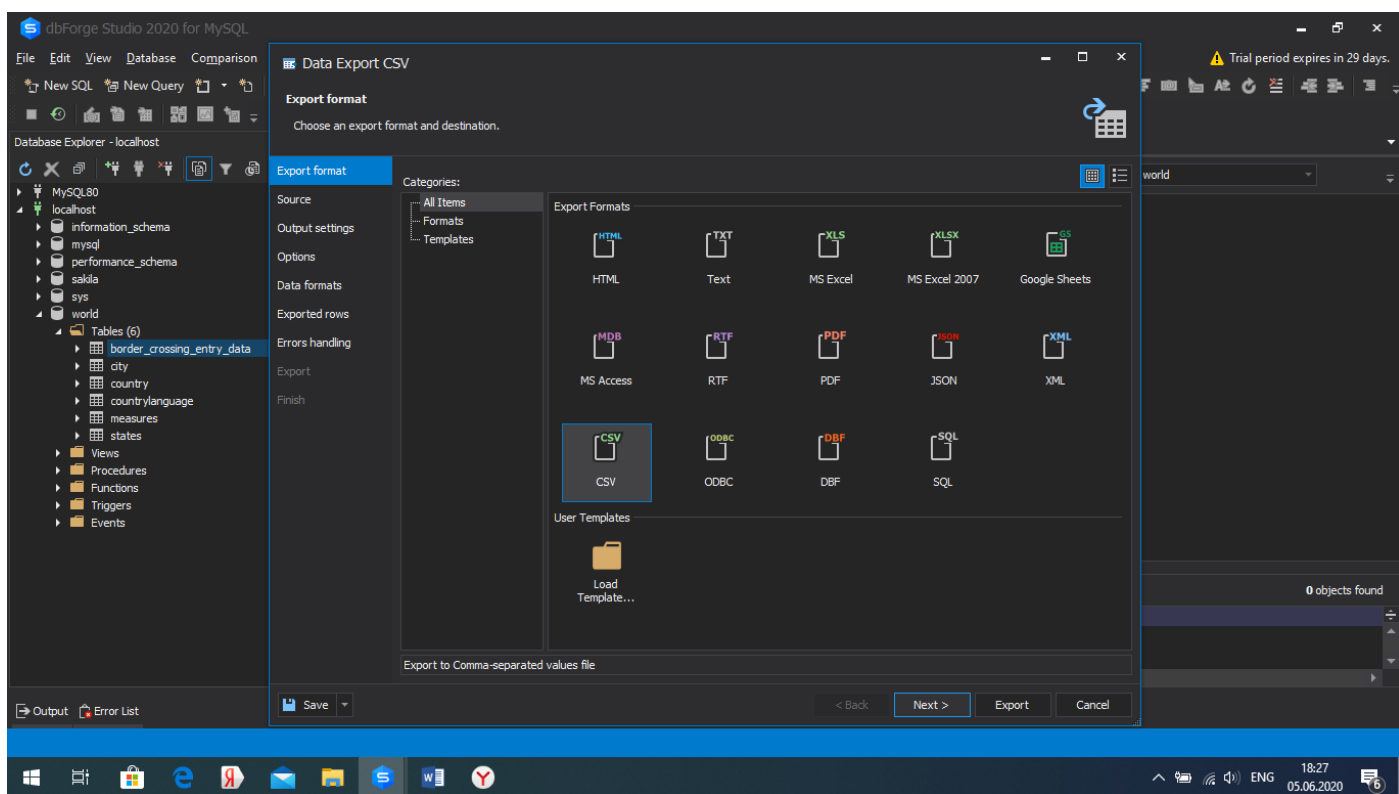 dbForge Studio 2020 for MySQL
File Edit View Database Comparison
Trial period expires in 29 days.
New SQL New Query
Database Explorer - localhost
MySQL80
localhost
information_schema
mysql
performance_schema
sakila
sys
world
Tables (6)
border_crossing_entry_data
city
country
countrylanguage
measures
states
Views
Procedures
Functions
Triggers
Events
Data Export CSV
Export format
Choose an export format and destination.
Export format
Source
Output settings
Options
Data formats
Exported rows
Errors handling
Export
Finish
Categories:
All Items
Formats
Templates
Export Formats
HTML TXT XLS XLSX GS
HTML Text MS Excel MS Excel 2007 Google Sheets
MDB RTF PDF JSON XML
MS Access RTF PDF JSON XML
CSV ODBC DBF SQL
CSV ODBC DBF SQL
User Templates
Load
Template...
Export to Comma-separated values file
Save < Back Next > Export Cancel
world
0 objects found
Output Error List
ENG 18:27
05.06.2020
6